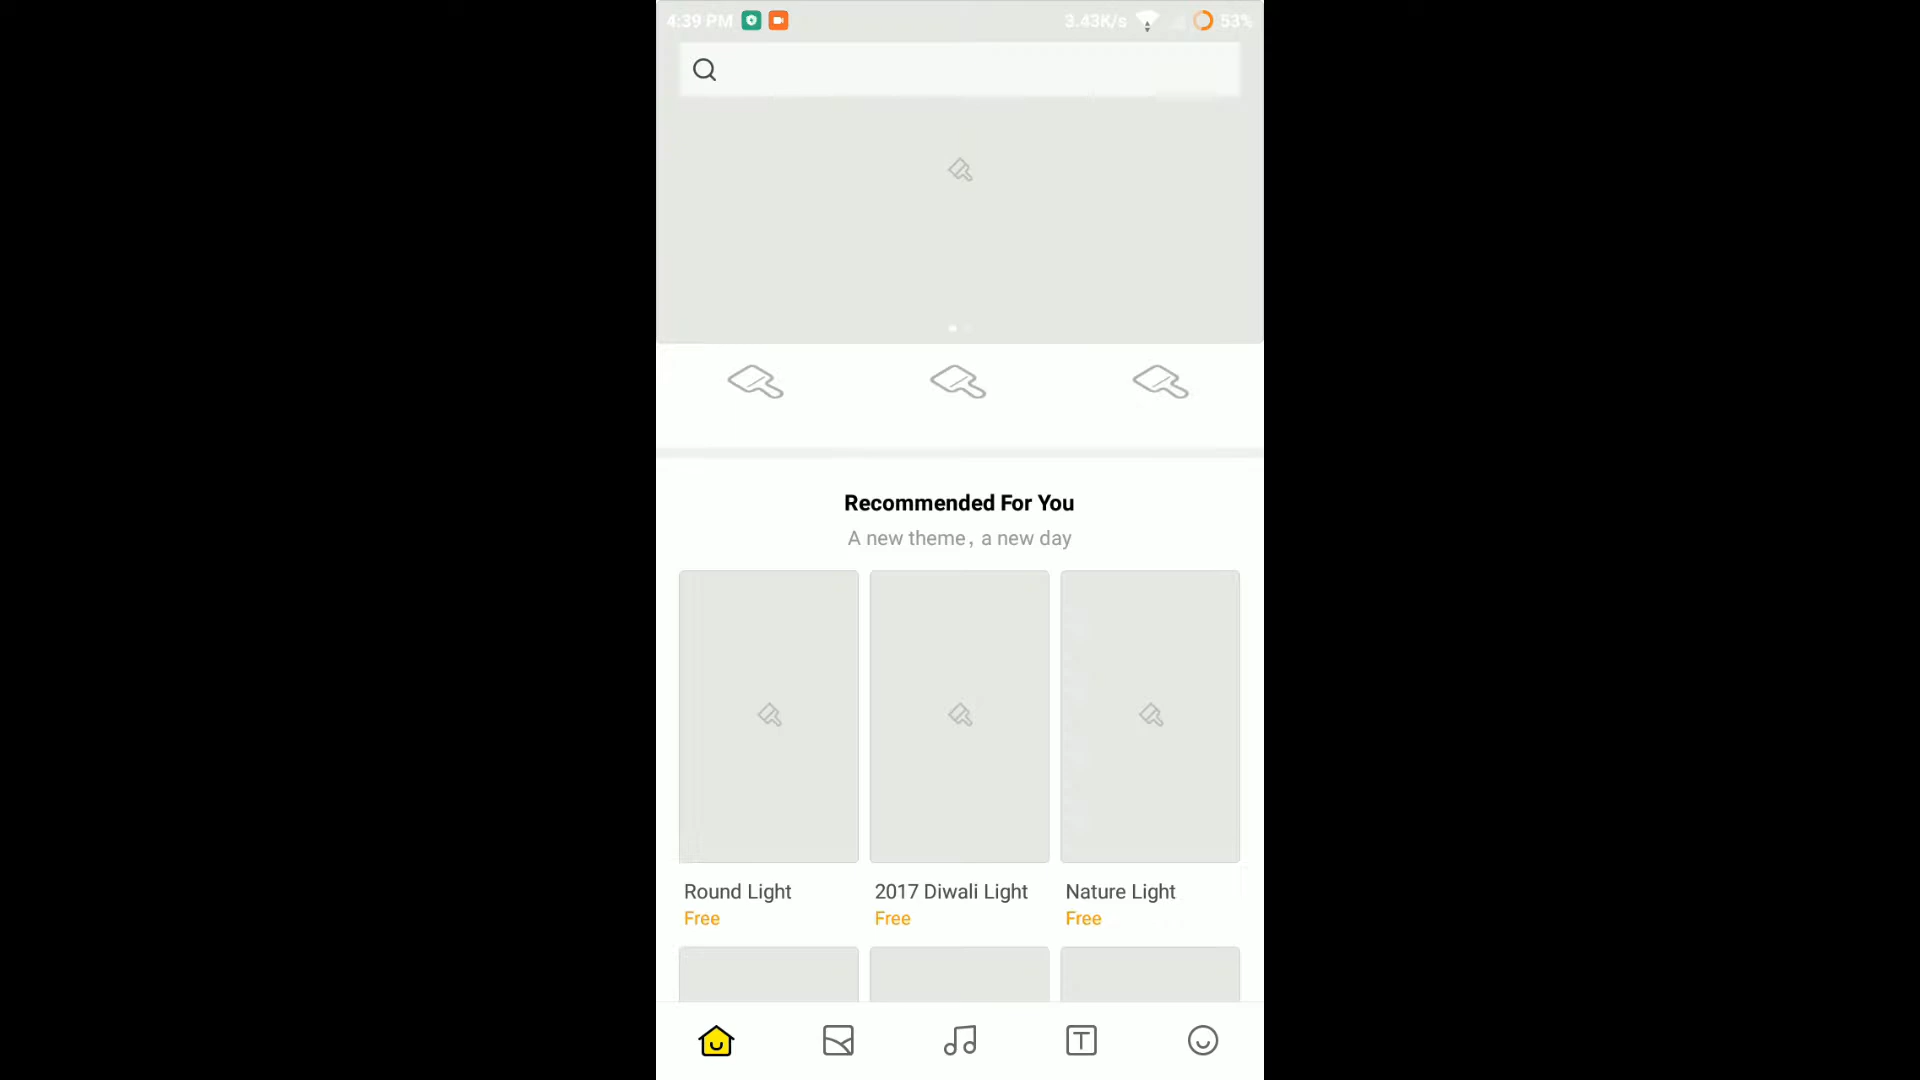 4:39 PM 3.43K/s 53%
Recommended For You
A new theme, a new day
Round Light 2017 Diwali Light Nature Light
Free Free Free
T